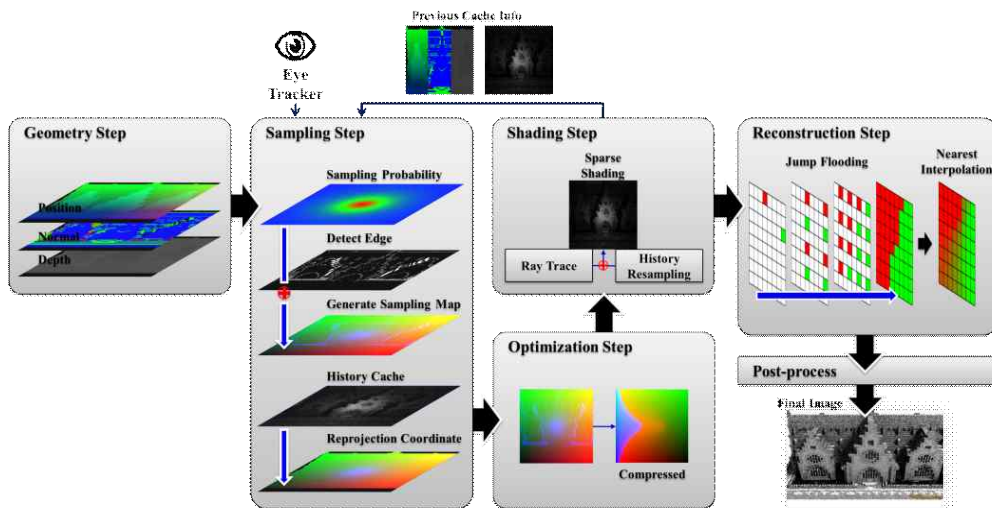 Previous Cache Info
Eye
Tracker
Geometry Step
Position
Normal
Depth
Sampling Step
Sampling Probability
Detect Edge
Generate Sampling Map
History Cache
Reprojection Coordinate
Shading Step
Sparse
Shading
Ray Trace
History
Resampling
Optimization Step
Compressed
Reconstruction Step
Jump Flooding
Nearest
Interpolation
Post-process
Final Image